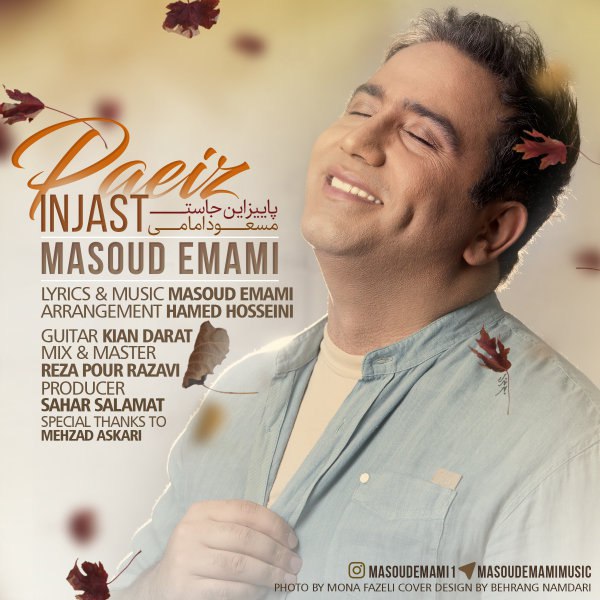 Paeiz
INJAST
پاییز این جاست
مسعود امامی
MASOUD EMAMI
LYRICS & MUSIC MASOUD EMAMI
ARRANGEMENT HAMED HOSSEINI
GUITAR KIAN DARAT
MIX & MASTER
REZA POUR RAZAVI
PRODUCER
SAHAR SALAMAT
SPECIAL THANKS TO
MEHZAD ASKARI
MASOUDEMAMI1 MASOUDEMAMIMUSIC
PHOTO BY MONA FAZELI COVER DESIGN BY BEHRANG NAMDARI